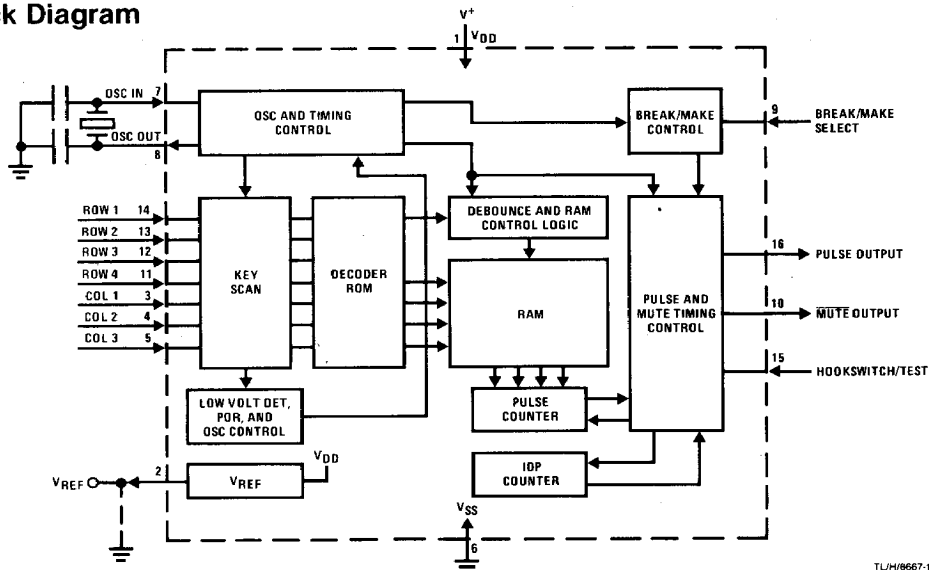 ck Diagram
V+
1 VDD
OSC IN 7
OSC OUT
8
OSC AND TIMING
CONTROL
BREAK/MAKE
CONTROL
9
BREAK/MAKE
SELECT
ROW 1 14
ROW 2 13
ROW 3 12
ROW 4 11
COL 1 3
COL 2 4
COL 3 5
KEY
SCAN
DECODER
ROM
DEBOUNCE AND RAM
CONTROL LOGIC
RAM
PULSE AND
MUTE TIMING
CONTROL
16
PULSE OUTPUT
10
MUTE OUTPUT
15
HOOKSWITCH/TEST
LOW VOLT DET,
POR, AND
OSC CONTROL
PULSE
COUNTER
VREF
2
VREF
VDD
IDP
COUNTER
VSS
6
TL/H/8667-1